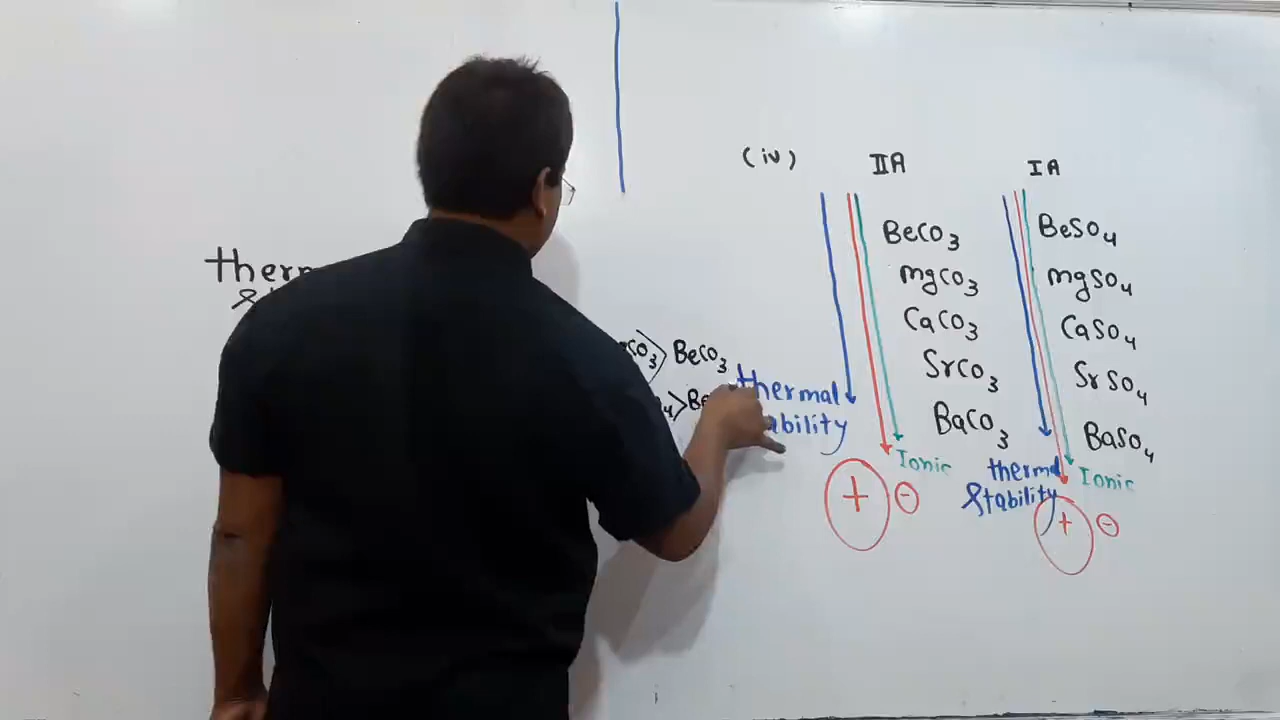 therm
CO3 > BeCO3
4 > Be
(iv) IIA IA
BeCO3 BeSO4
mgCO3 mgSO4
CaCO3 CaSO4
SrCO3 SrSO4
BaCO3 BaSO4
thermal
ability
Ionic
thermal
Stability
Ionic
+ -
+ -